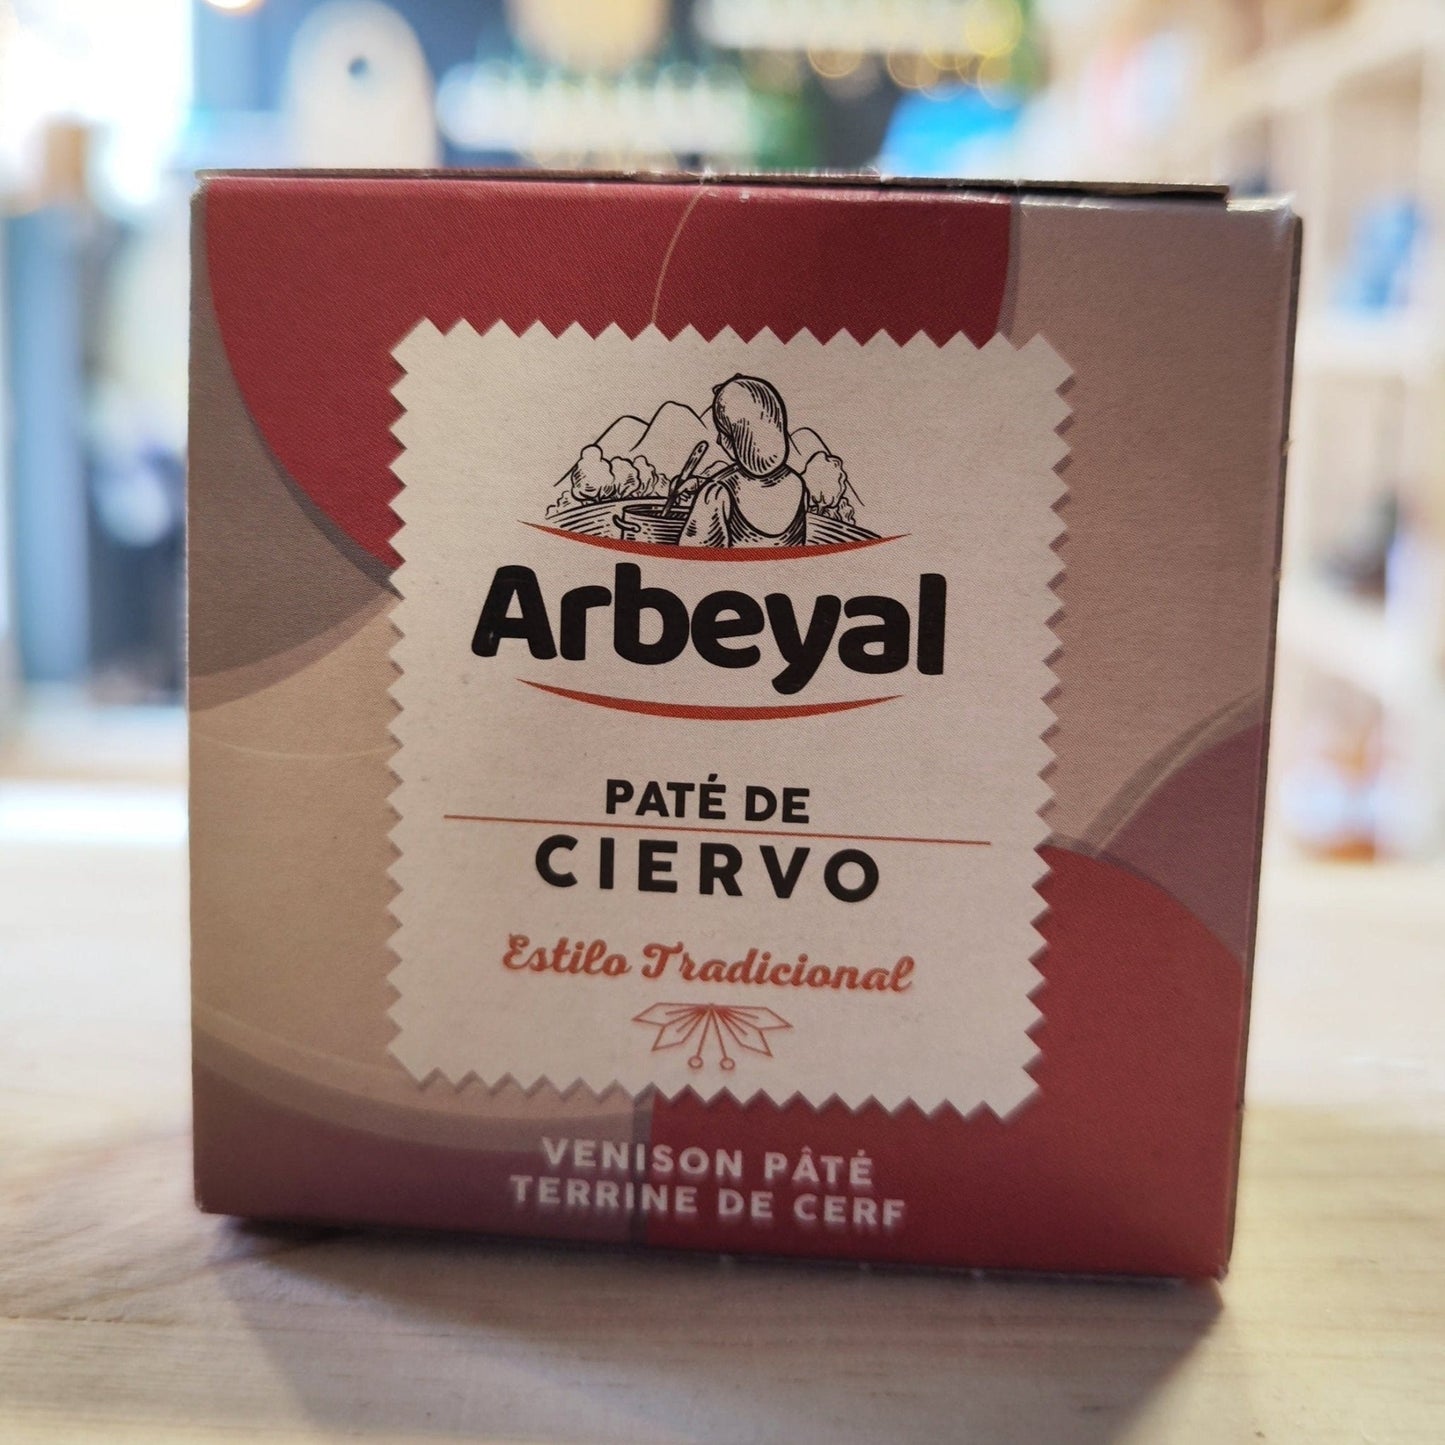 Arbeyal
PATÉ DE
CIERVO
Estilo Tradicional
VENISON PÂTÉ
TERRINE DE CERF